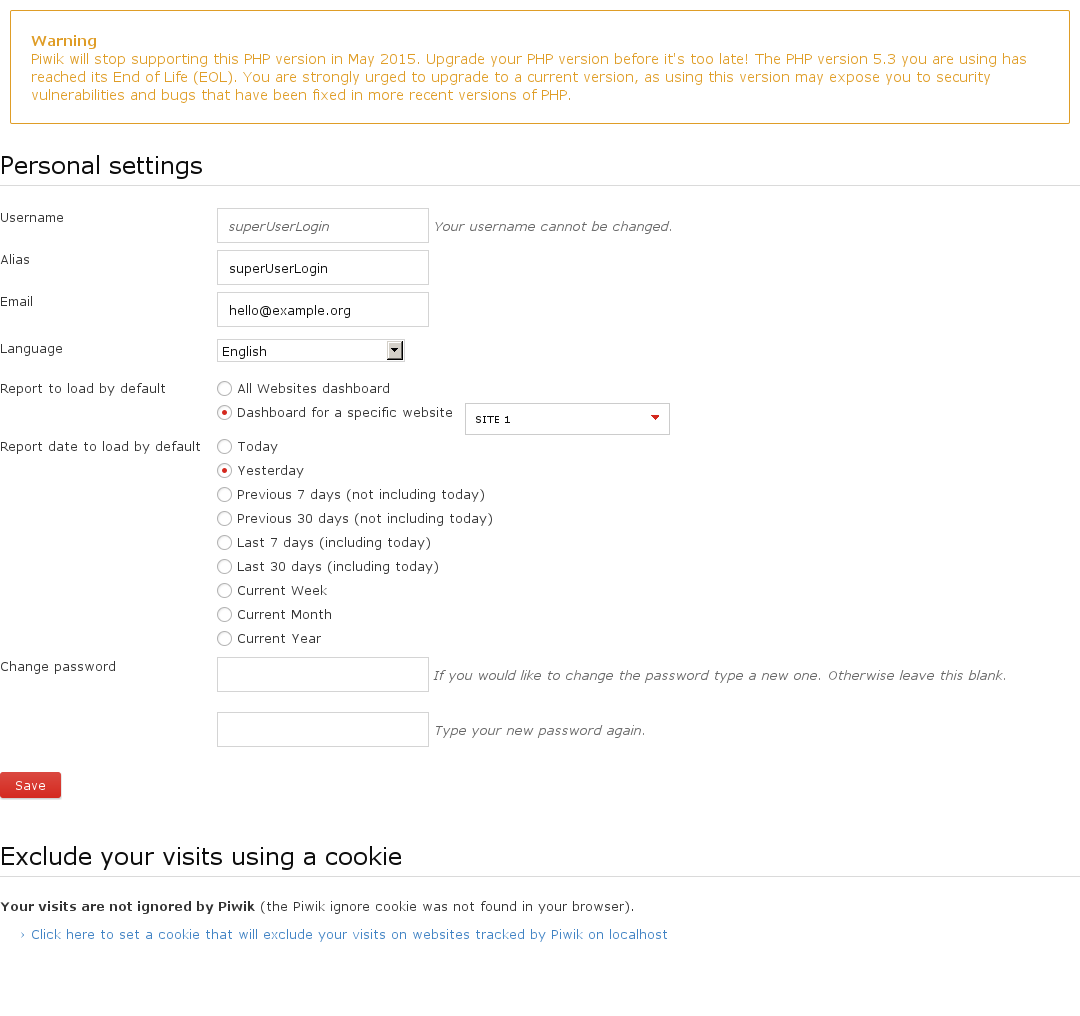 Warning
Piwik will stop supporting this PHP version in May 2015. Upgrade your PHP version before it's too late! The PHP version 5.3 you are using has
reached its End of Life (EOL). You are strongly urged to upgrade to a current version, as using this version may expose you to security
vulnerabilities and bugs that have been fixed in more recent versions of PHP.
Personal settings
Username superUserLogin Your username cannot be changed.
Alias superUserLogin
Email hello@example.org
Language English
Report to load by default All Websites dashboard
Dashboard for a specific website SITE 1
Report date to load by default Today
Yesterday
Previous 7 days (not including today)
Previous 30 days (not including today)
Last 7 days (including today)
Last 30 days (including today)
Current Week
Current Month
Current Year
Change password If you would like to change the password type a new one. Otherwise leave this blank.
Type your new password again.
Save
Exclude your visits using a cookie
Your visits are not ignored by Piwik (the Piwik ignore cookie was not found in your browser).
› Click here to set a cookie that will exclude your visits on websites tracked by Piwik on localhost